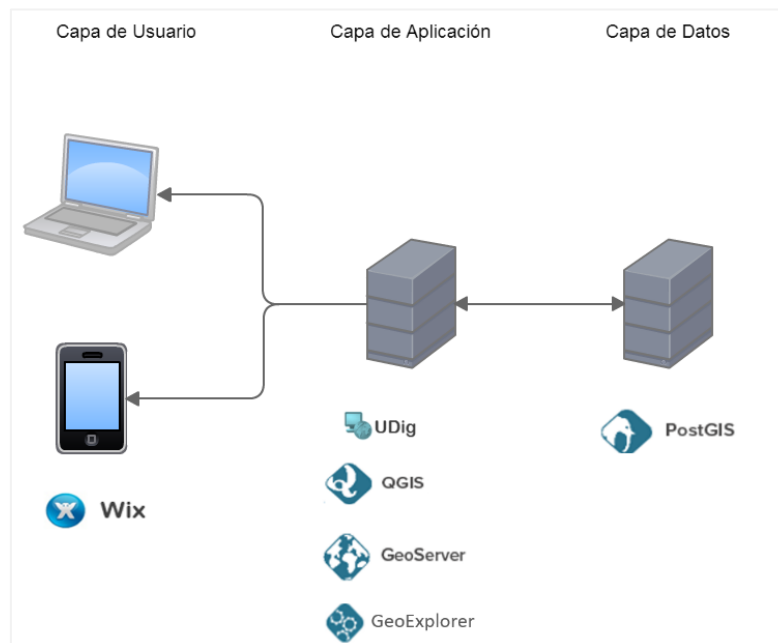 Capa de Usuario
Capa de Aplicación
Capa de Datos
Wix
UDig
QGIS
GeoServer
GeoExplorer
PostGIS